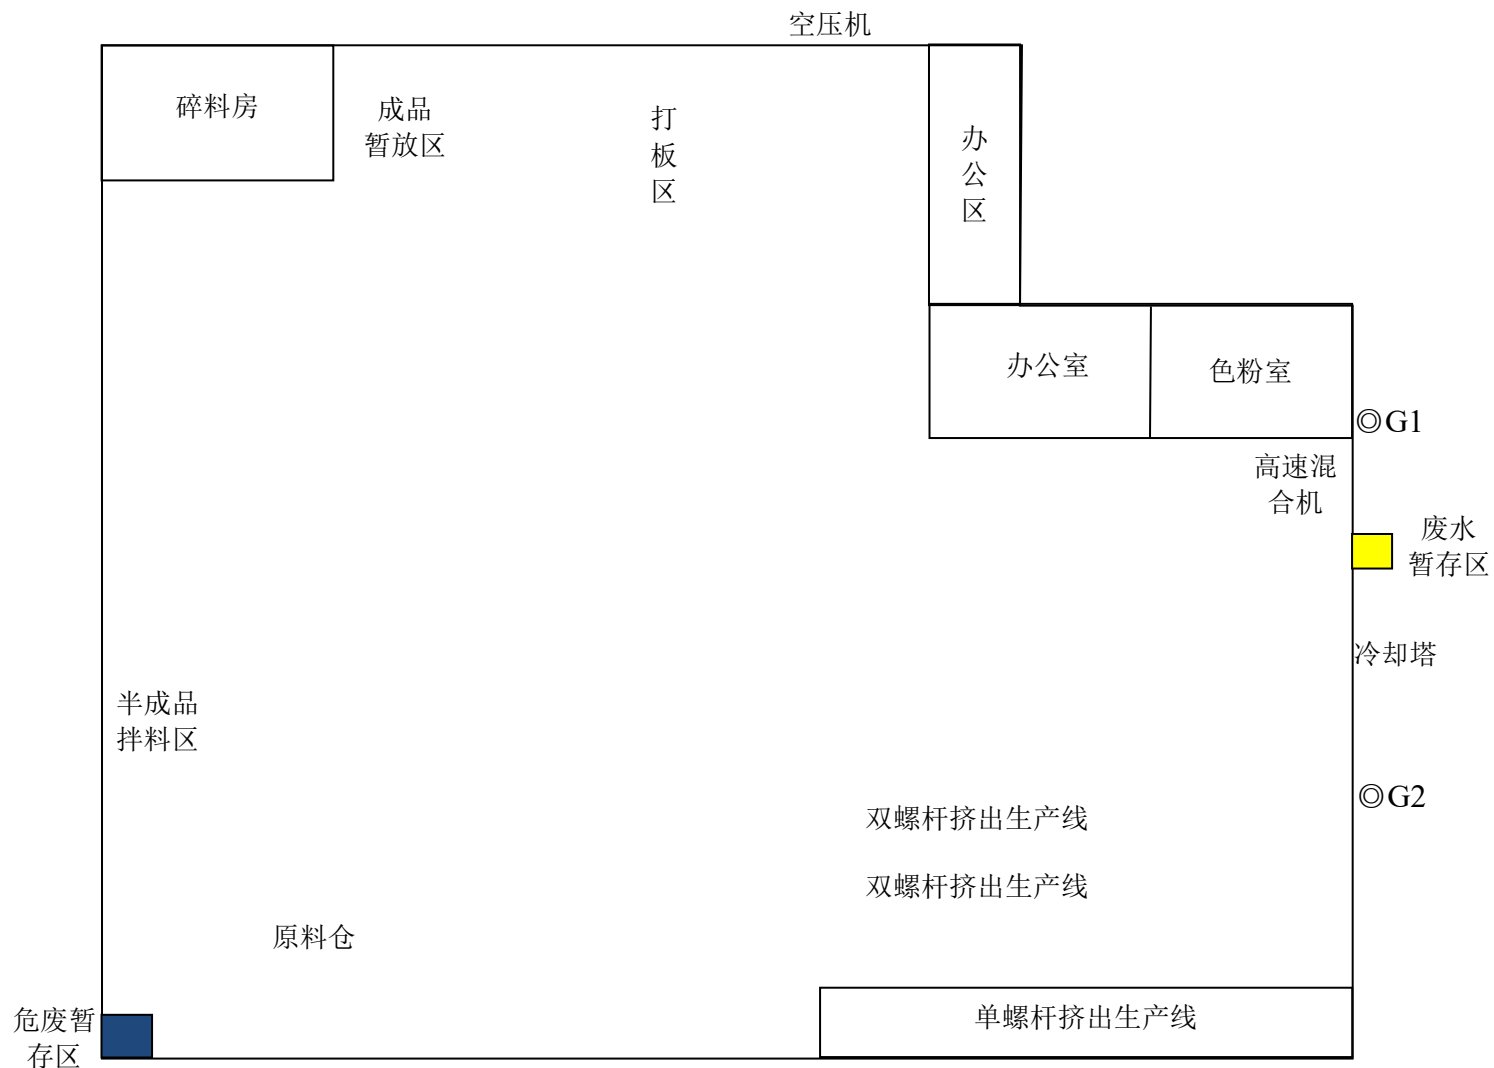 空压机
碎料房
成品
暂放区
打
板
区
办
公
区
办公室
色粉室
◎G1
高速混
合机
废水
暂存区
冷却塔
半成品
拌料区
◎G2
双螺杆挤出生产线
双螺杆挤出生产线
原料仓
危废暂
存区
单螺杆挤出生产线